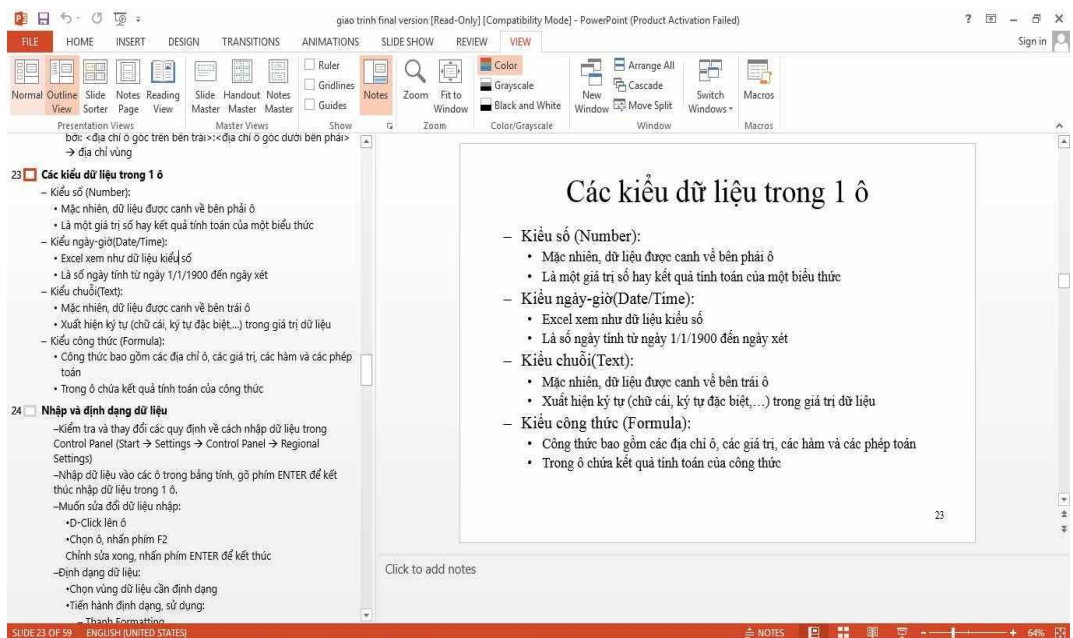 giao trinh final version [Read-Only] [Compatibility Mode] - PowerPoint (Product Activation Failed)
FILE HOME INSERT DESIGN TRANSITIONS ANIMATIONS SLIDE SHOW REVIEW VIEW Sign in
Normal Outline View Slide Sorter Notes Page Reading View
Slide Master Handout Master Notes Master
Ruler
Gridlines
Guides
Notes
Zoom Fit to Window
Color
Grayscale
Black and White
New Window
Arrange All
Cascade
Move Split
Switch Windows
Macros
Presentation Views Master Views Show Zoom Color/Grayscale Window Macros
bởi: <địa chỉ ô góc trên bên trái>:<địa chỉ ô góc dưới bên phải>
→ địa chỉ vùng
23 Các kiểu dữ liệu trong 1 ô
– Kiểu số (Number):
• Mặc nhiên, dữ liệu được canh về bên phải ô
• Là một giá trị số hay kết quả tính toán của một biểu thức
– Kiểu ngày-giờ(Date/Time):
• Excel xem như dữ liệu kiểu số
• Là số ngày tính từ ngày 1/1/1900 đến ngày xét
– Kiểu chuỗi(Text):
• Mặc nhiên, dữ liệu được canh về bên trái ô
• Xuất hiện ký tự (chữ cái, ký tự đặc biệt,...) trong giá trị dữ liệu
– Kiểu công thức (Formula):
• Công thức bao gồm các địa chỉ ô, các giá trị, các hàm và các phép
toán
• Trong ô chứa kết quả tính toán của công thức
24 Nhập và định dạng dữ liệu
–Kiểm tra và thay đổi các quy định về cách nhập dữ liệu trong
Control Panel (Start → Settings → Control Panel → Regional
Settings)
–Nhập dữ liệu vào các ô trong bảng tính, gõ phím ENTER để kết
thúc nhập dữ liệu trong 1 ô.
–Muốn sửa đổi dữ liệu nhập:
•D-Click lên ô
•Chọn ô, nhấn phím F2
Chỉnh sửa xong, nhấn phím ENTER để kết thúc
–Định dạng dữ liệu:
•Chọn vùng dữ liệu cần định dạng
•Tiến hành định dạng, sử dụng:
– Thanh Formatting
Các kiểu dữ liệu trong 1 ô
– Kiểu số (Number):
• Mặc nhiên, dữ liệu được canh về bên phải ô
• Là một giá trị số hay kết quả tính toán của một biểu thức
– Kiểu ngày-giờ(Date/Time):
• Excel xem như dữ liệu kiểu số
• Là số ngày tính từ ngày 1/1/1900 đến ngày xét
– Kiểu chuỗi(Text):
• Mặc nhiên, dữ liệu được canh về bên trái ô
• Xuất hiện ký tự (chữ cái, ký tự đặc biệt,…) trong giá trị dữ liệu
– Kiểu công thức (Formula):
• Công thức bao gồm các địa chỉ ô, các giá trị, các hàm và các phép toán
• Trong ô chứa kết quả tính toán của công thức
23
Click to add notes
SLIDE 23 OF 59 ENGLISH (UNITED STATES) NOTES 64%